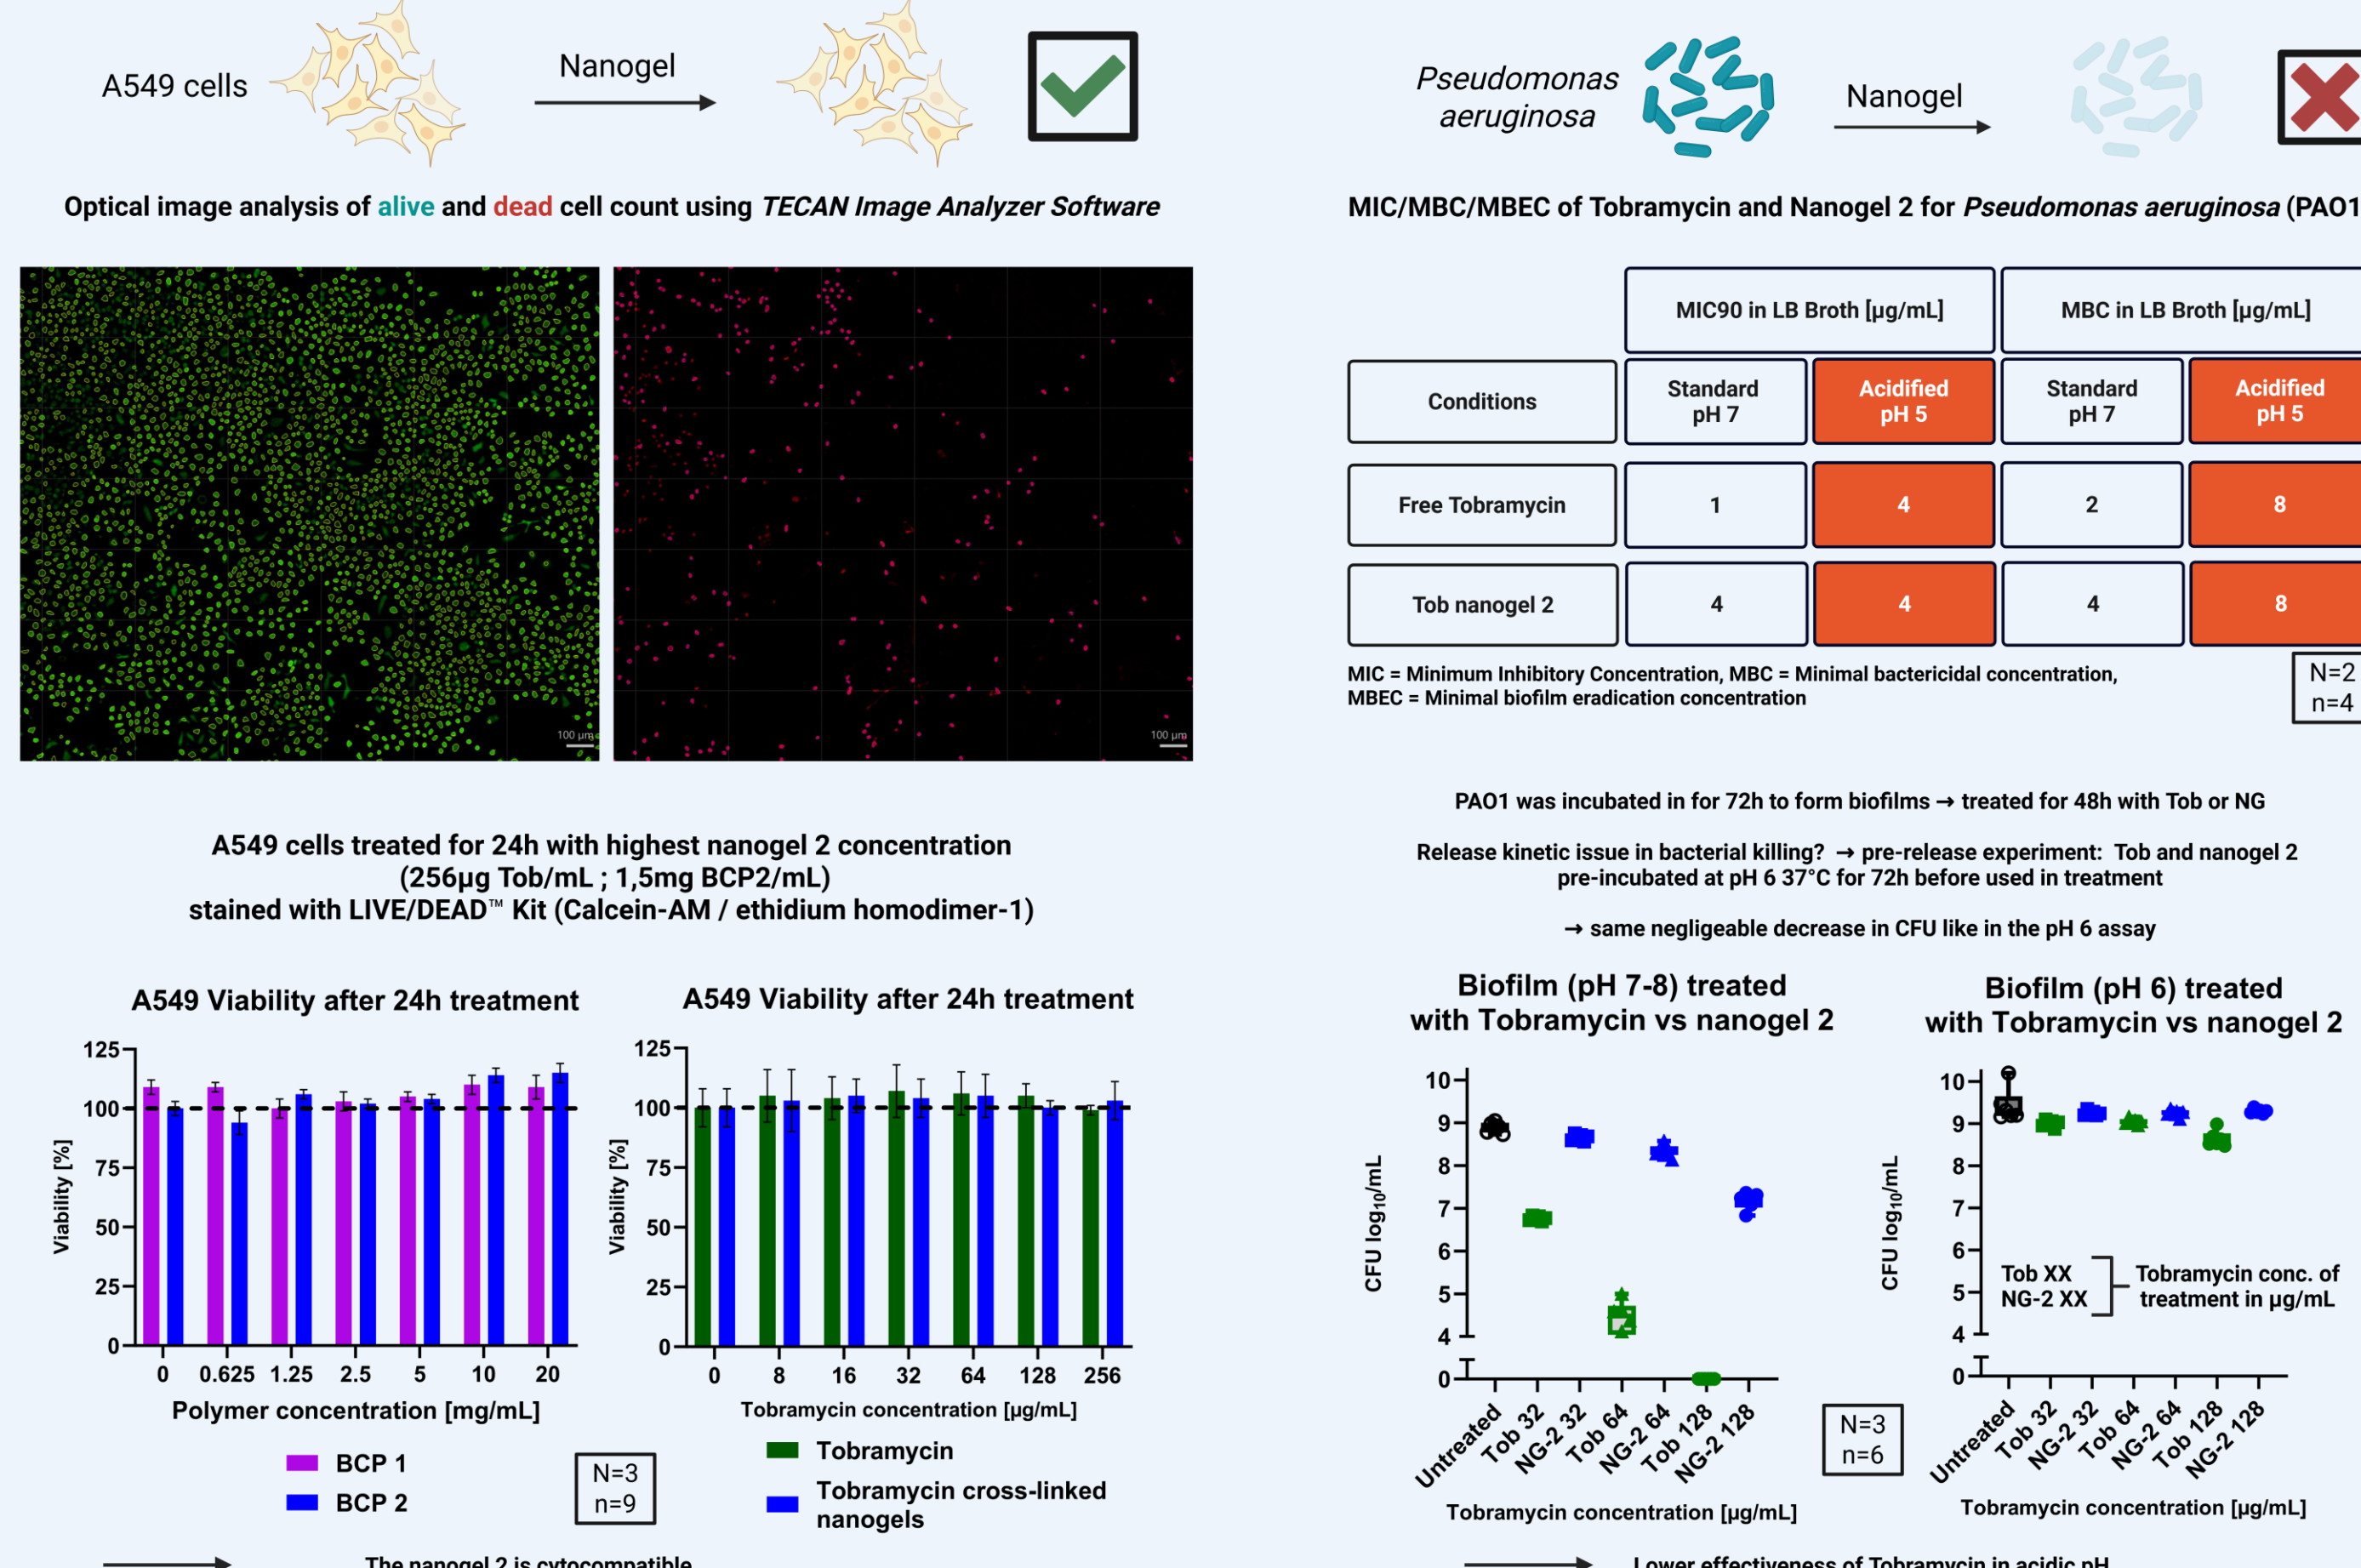 A549 cells
Nanogel
Optical image analysis of alive and dead cell count using TECAN Image Analyzer Software
100 µm
100 µm
A549 cells treated for 24h with highest nanogel 2 concentration
(256µg Tob/mL ; 1,5mg BCP2/mL)
stained with LIVE/DEAD™ Kit (Calcein-AM / ethidium homodimer-1)
A549 Viability after 24h treatment
Viability [%]
125
100
75
50
25
0
0 0.625 1.25 2.5 5 10 20
Polymer concentration [mg/mL]
BCP 1
BCP 2
N=3
n=9
A549 Viability after 24h treatment
Viability [%]
125
100
75
50
25
0
0 8 16 32 64 128 256
Tobramycin concentration [µg/mL]
Tobramycin
Tobramycin cross-linked
nanogels
The nanogel 2 is cytocompatible
Pseudomonas
aeruginosa
Nanogel
MIC/MBC/MBEC of Tobramycin and Nanogel 2 for Pseudomonas aeruginosa (PAO1
MIC90 in LB Broth [µg/mL] MBC in LB Broth [µg/mL]
Conditions Standard pH 7 Acidified pH 5 Standard pH 7 Acidified pH 5
Free Tobramycin 1 4 2 8
Tob nanogel 2 4 4 4 8
MIC = Minimum Inhibitory Concentration, MBC = Minimal bactericidal concentration,
MBEC = Minimal biofilm eradication concentration
N=2
n=4
PAO1 was incubated in for 72h to form biofilms → treated for 48h with Tob or NG
Release kinetic issue in bacterial killing? → pre-release experiment: Tob and nanogel 2
pre-incubated at pH 6 37°C for 72h before used in treatment
→ same negligeable decrease in CFU like in the pH 6 assay
Biofilm (pH 7-8) treated
with Tobramycin vs nanogel 2
CFU log10/mL
10
9
8
7
6
5
4
0
Untreated Tob 32 NG-2 32 Tob 64 NG-2 64 Tob 128 NG-2 128
Tobramycin concentration [µg/mL]
N=3
n=6
Biofilm (pH 6) treated
with Tobramycin vs nanogel 2
CFU log10/mL
10
9
8
7
6
5
4
0
Tob XX
NG-2 XX
Tobramycin conc. of
treatment in µg/mL
Untreated Tob 32 NG-2 32 Tob 64 NG-2 64 Tob 128 NG-2 128
Tobramycin concentration [µg/mL]
Lower effectiveness of Tobramycin in acidic pH